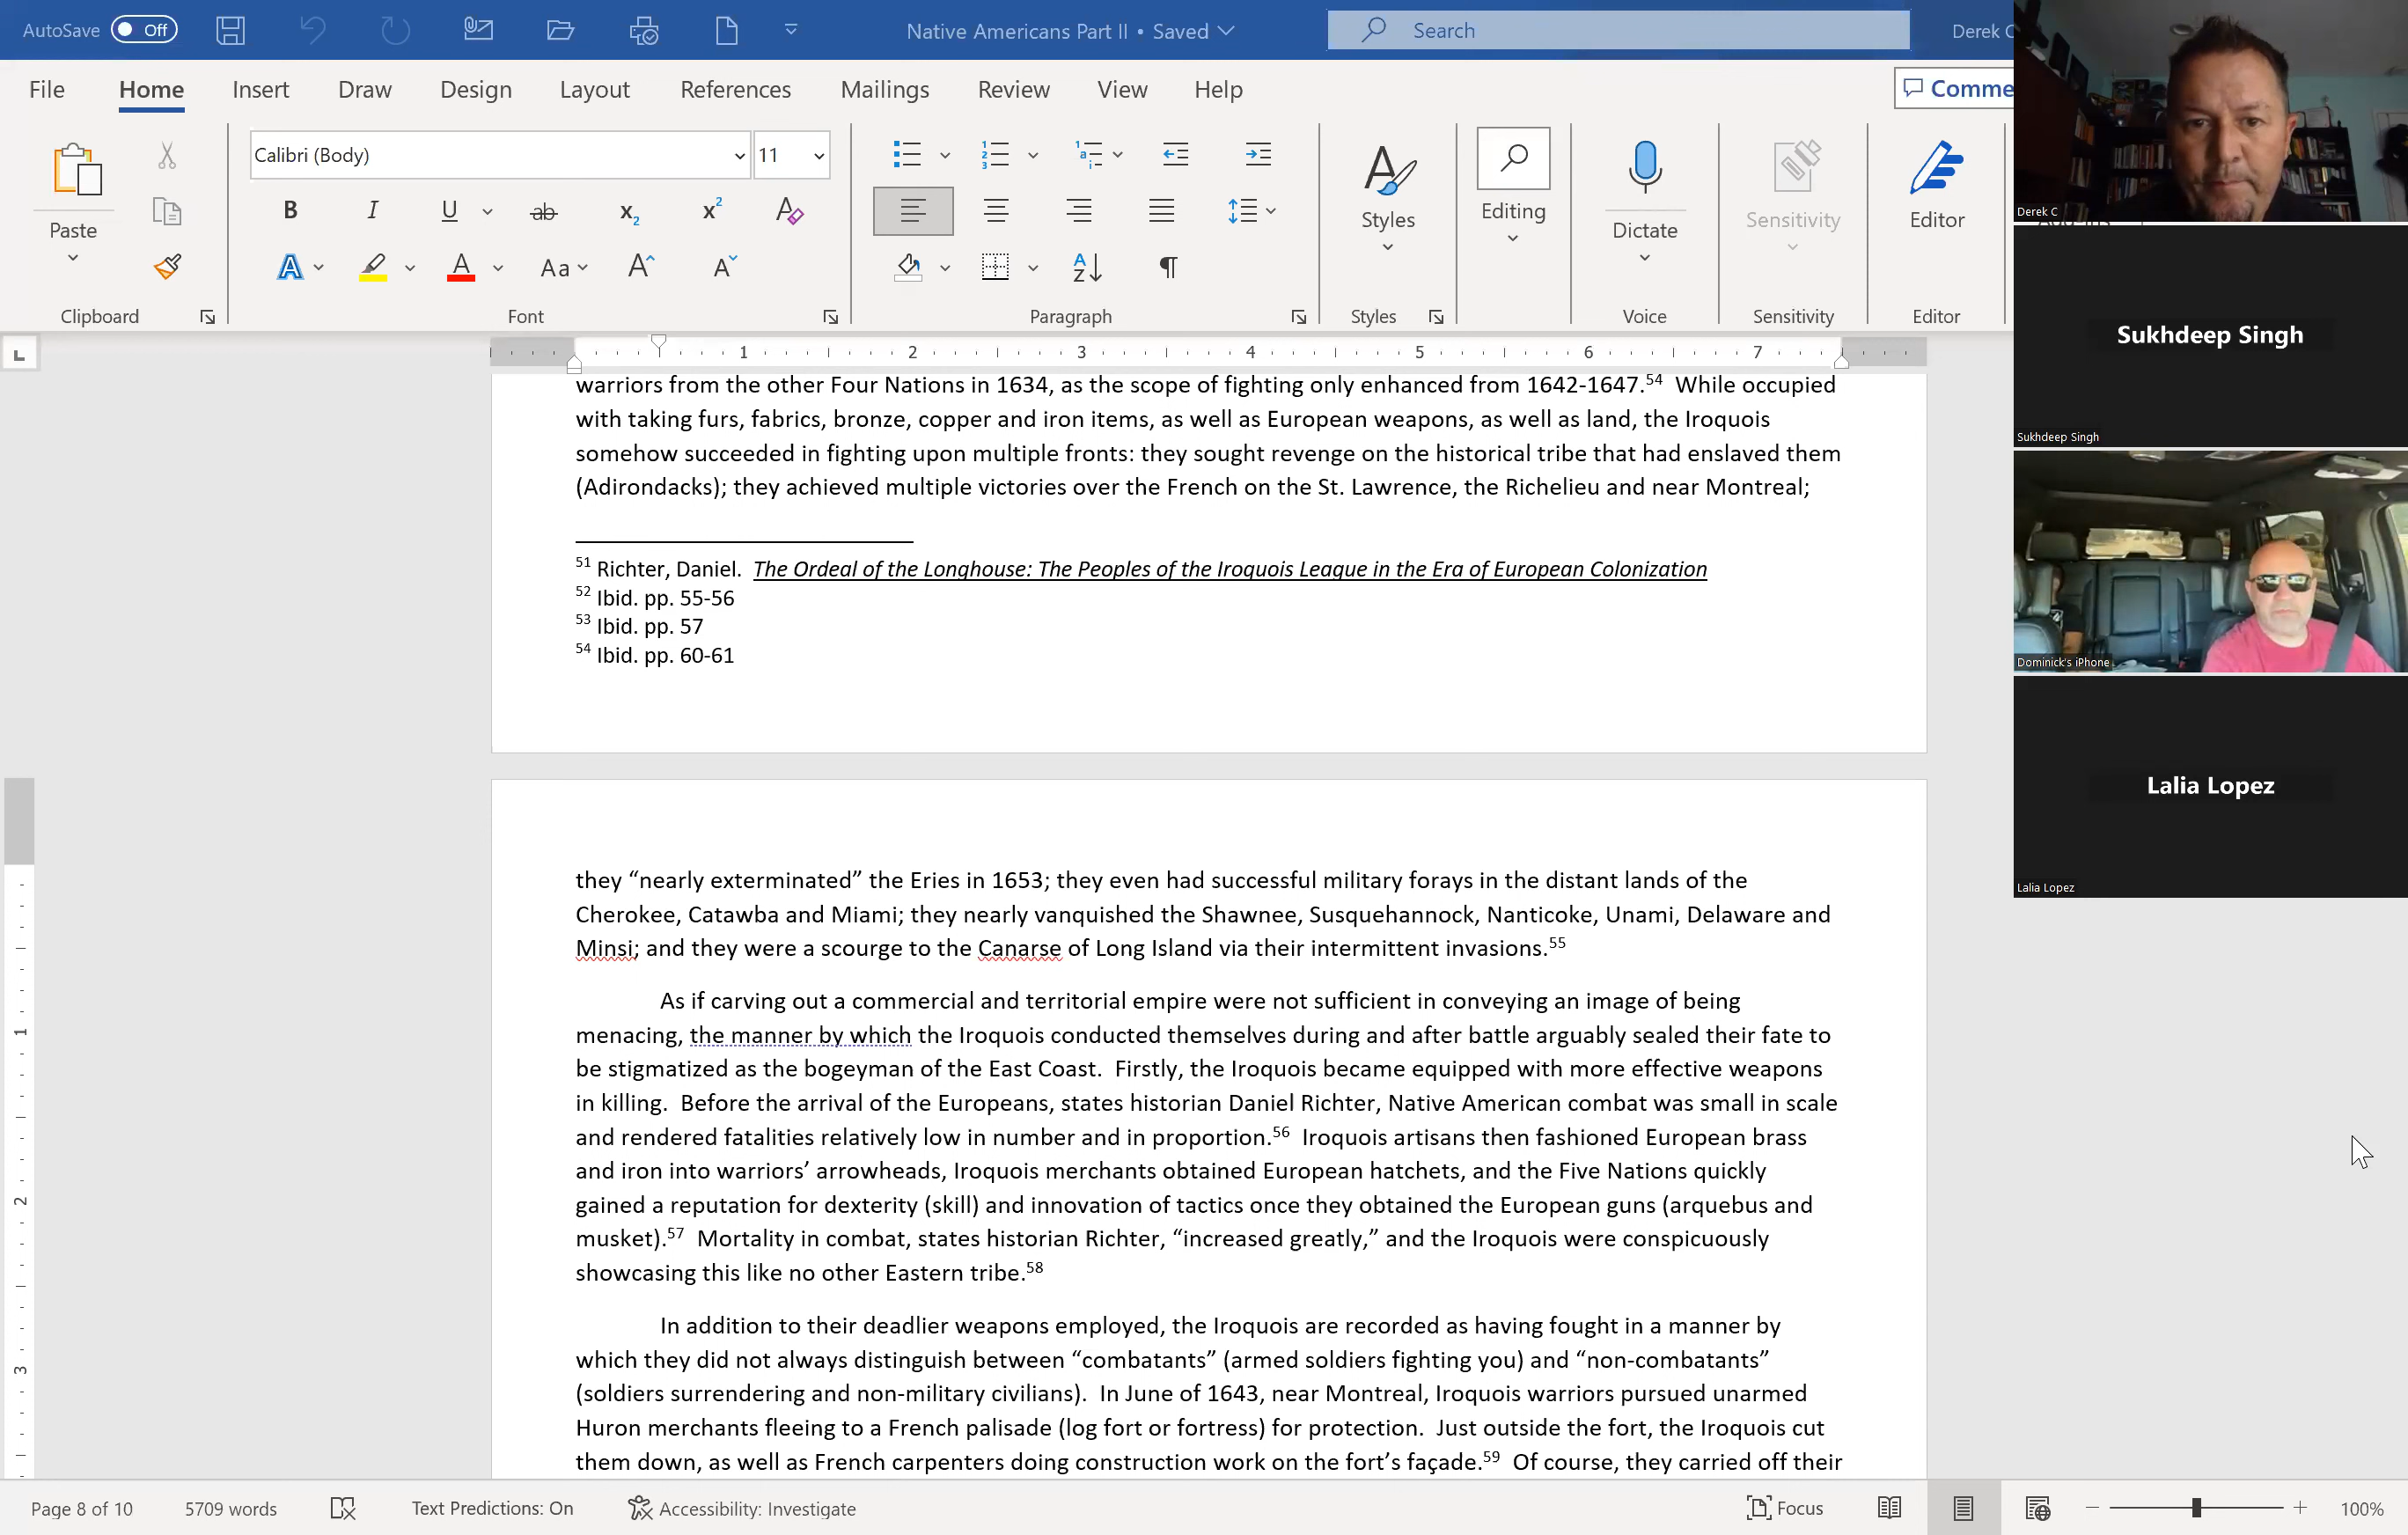 AutoSave Off Native Americans Part II • Saved Search Derek C
File Home Insert Draw Design Layout References Mailings Review View Help Comme
Calibri (Body) 11
Paste
B I U ab x2 x2 A
A A Aa A A
A Z ¶
Styles Editing Dictate Sensitivity Editor
Clipboard Font Paragraph Styles Voice Sensitivity Editor
L 1 2 3 4 5 6 7
warriors from the other Four Nations in 1634, as the scope of fighting only enhanced from 1642-1647.54 While occupied
with taking furs, fabrics, bronze, copper and iron items, as well as European weapons, as well as land, the Iroquois
somehow succeeded in fighting upon multiple fronts: they sought revenge on the historical tribe that had enslaved them
(Adirondacks); they achieved multiple victories over the French on the St. Lawrence, the Richelieu and near Montreal;
51 Richter, Daniel. The Ordeal of the Longhouse: The Peoples of the Iroquois League in the Era of European Colonization
52 Ibid. pp. 55-56
53 Ibid. pp. 57
54 Ibid. pp. 60-61
they “nearly exterminated” the Eries in 1653; they even had successful military forays in the distant lands of the
Cherokee, Catawba and Miami; they nearly vanquished the Shawnee, Susquehannock, Nanticoke, Unami, Delaware and
Minsi; and they were a scourge to the Canarse of Long Island via their intermittent invasions.55
As if carving out a commercial and territorial empire were not sufficient in conveying an image of being
menacing, the manner by which the Iroquois conducted themselves during and after battle arguably sealed their fate to
be stigmatized as the bogeyman of the East Coast. Firstly, the Iroquois became equipped with more effective weapons
in killing. Before the arrival of the Europeans, states historian Daniel Richter, Native American combat was small in scale
and rendered fatalities relatively low in number and in proportion.56 Iroquois artisans then fashioned European brass
and iron into warriors’ arrowheads, Iroquois merchants obtained European hatchets, and the Five Nations quickly
gained a reputation for dexterity (skill) and innovation of tactics once they obtained the European guns (arquebus and
musket).57 Mortality in combat, states historian Richter, “increased greatly,” and the Iroquois were conspicuously
showcasing this like no other Eastern tribe.58
In addition to their deadlier weapons employed, the Iroquois are recorded as having fought in a manner by
which they did not always distinguish between “combatants” (armed soldiers fighting you) and “non-combatants”
(soldiers surrendering and non-military civilians). In June of 1643, near Montreal, Iroquois warriors pursued unarmed
Huron merchants fleeing to a French palisade (log fort or fortress) for protection. Just outside the fort, the Iroquois cut
them down, as well as French carpenters doing construction work on the fort’s façade.59 Of course, they carried off their
1
2
3
Page 8 of 10 5709 words Text Predictions: On Accessibility: Investigate Focus 100%
Derek C
Sukhdeep Singh
Sukhdeep Singh
Dominick's iPhone
Lalia Lopez
Lalia Lopez